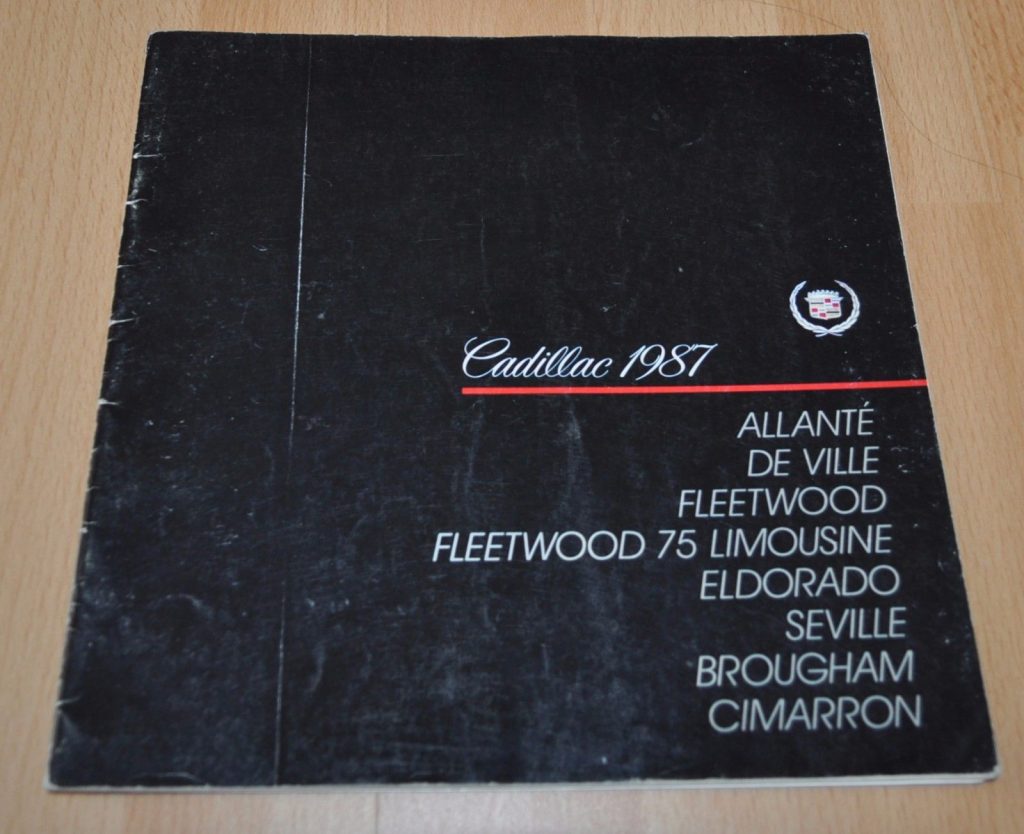 Cadillac 1987
ALLANTÉ
DE VILLE
FLEETWOOD
FLEETWOOD 75 LIMOUSINE
ELDORADO
SEVILLE
BROUGHAM
CIMARRON